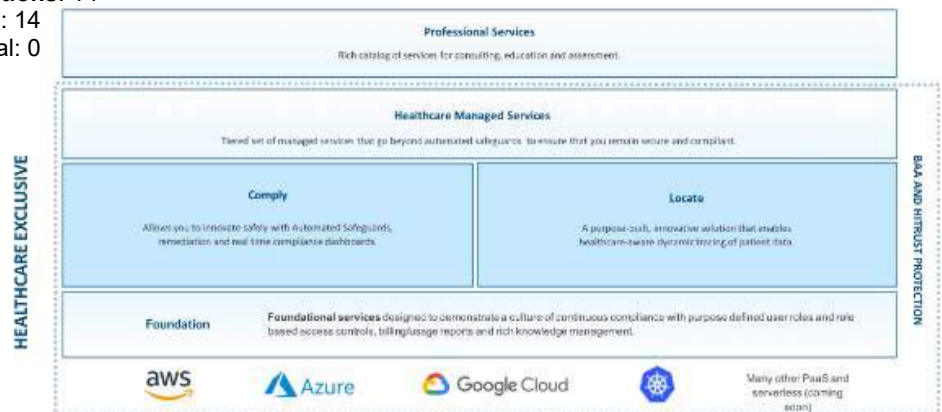 : 14
al: 0
Professional Services
Rich catalog of services for consulting, education and assessment.
Healthcare Managed Services
Tiered set of managed services that go beyond automated safeguards to ensure that you remain secure and compliant.
HEALTHCARE EXCLUSIVE
BAA AND HITRUST PROTECTION
Comply
Allows you to innovate safely with Automated Safeguards,
remediation and real time compliance dashboards.
Locate
A purpose-built, innovative solution that enables
healthcare-aware dynamic tracing of patient data.
Foundation
Foundational services designed to demonstrate a culture of continuous compliance with purpose defined user roles and role
based access controls, billing/usage reports and rich knowledge management.
aws
Azure
Google Cloud
Many other PaaS and
serverless (coming
soon)